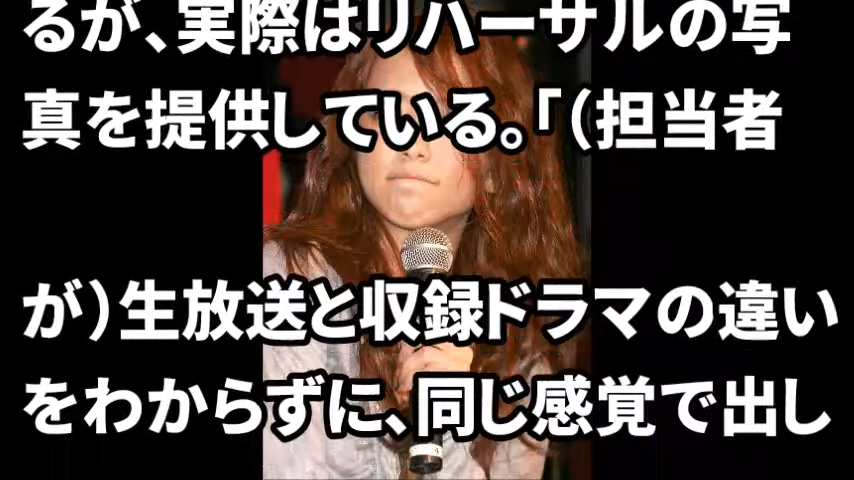 るが、実際はリハーサルの写
真を提供している。「（担当者
が）生放送と収録ドラマの違い
をわからずに、同じ感覚で出し